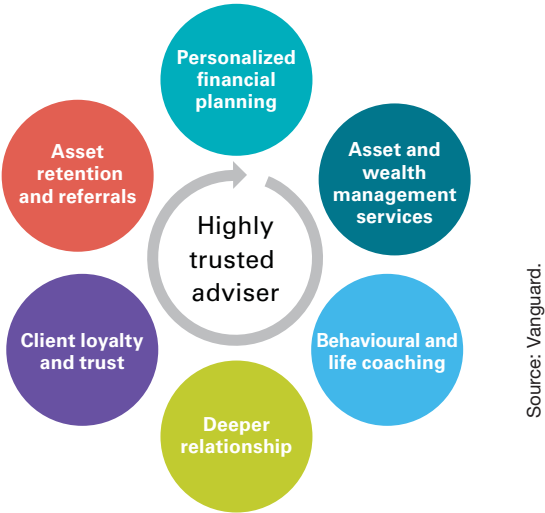 Personalized
financial
planning
Asset and
wealth
management
services
Behavioural and
life coaching
Deeper
relationship
Client loyalty
and trust
Asset
retention
and referrals
Highly
trusted
adviser
Source: Vanguard.